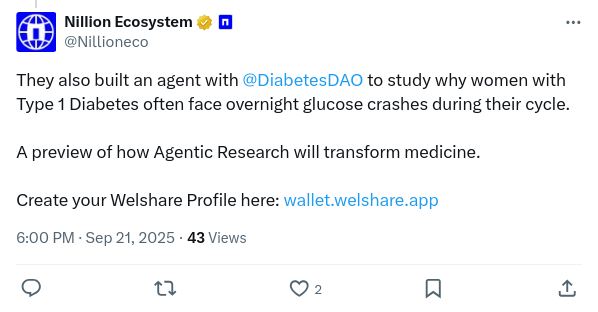 Nillion Ecosystem
@Nillioneco
They also built an agent with @DiabetesDAO to study why women with
Type 1 Diabetes often face overnight glucose crashes during their cycle.
A preview of how Agentic Research will transform medicine.
Create your Welshare Profile here: wallet.welshare.app
6:00 PM · Sep 21, 2025 · 43 Views
2